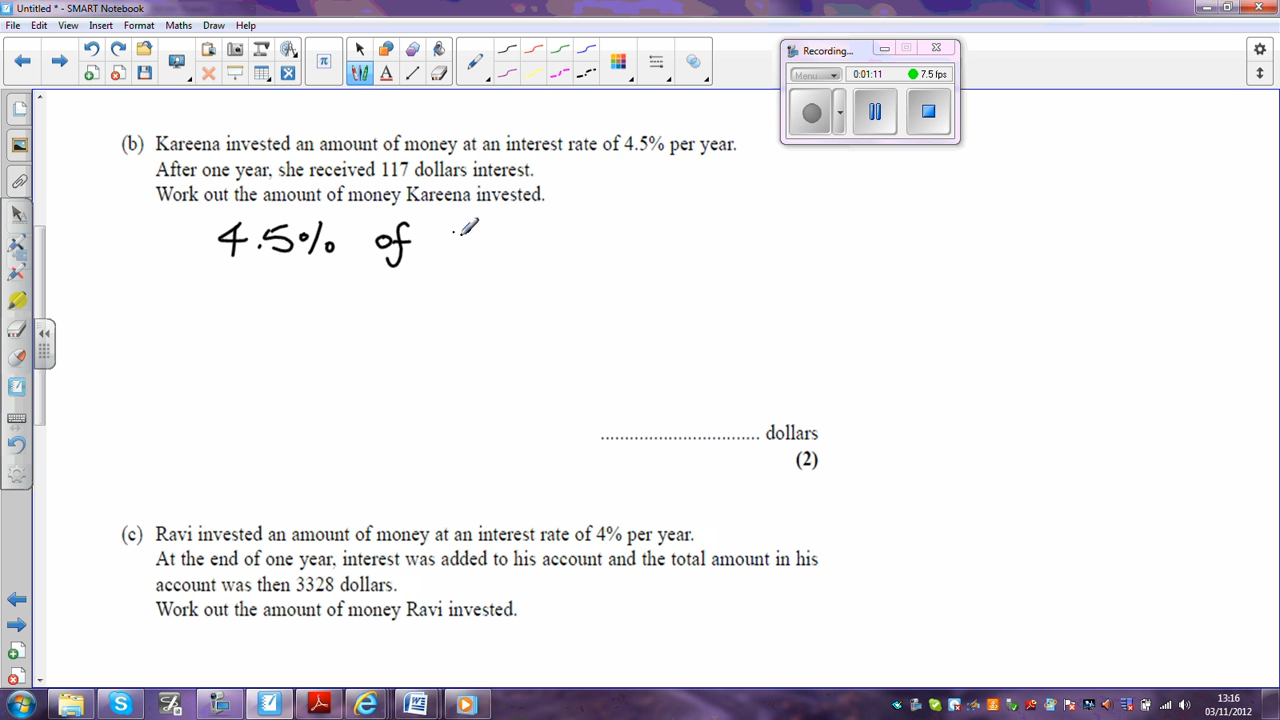 Untitled * - SMART Notebook
File Edit View Insert Format Maths Draw Help
Recording...
Menu 0:01:11 7.5 fps
(b) Kareena invested an amount of money at an interest rate of 4.5% per year.
After one year, she received 117 dollars interest.
Work out the amount of money Kareena invested.
4.5% of
................................ dollars
(2)
(c) Ravi invested an amount of money at an interest rate of 4% per year.
At the end of one year, interest was added to his account and the total amount in his
account was then 3328 dollars.
Work out the amount of money Ravi invested.
13:16
03/11/2012